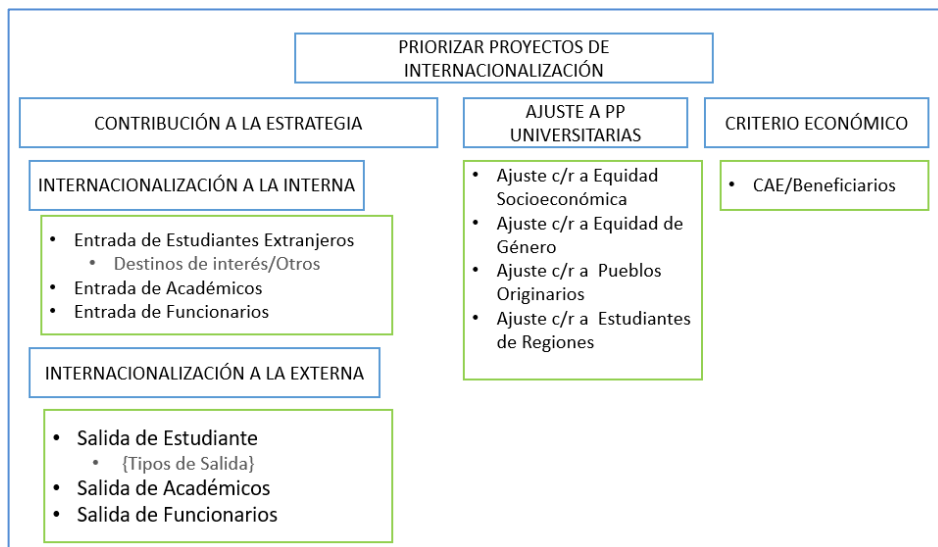 PRIORIZAR PROYECTOS DE
INTERNACIONALIZACIÓN
CONTRIBUCIÓN A LA ESTRATEGIA
INTERNACIONALIZACIÓN A LA INTERNA
• Entrada de Estudiantes Extranjeros
• Destinos de interés/Otros
• Entrada de Académicos
• Entrada de Funcionarios
INTERNACIONALIZACIÓN A LA EXTERNA
• Salida de Estudiante
• {Tipos de Salida}
• Salida de Académicos
• Salida de Funcionarios
AJUSTE A PP
UNIVERSITARIAS
• Ajuste c/r a Equidad
Socioeconómica
• Ajuste c/r a Equidad de
Género
• Ajuste c/r a Pueblos
Originarios
• Ajuste c/r a Estudiantes
de Regiones
CRITERIO ECONÓMICO
• CAE/Beneficiarios